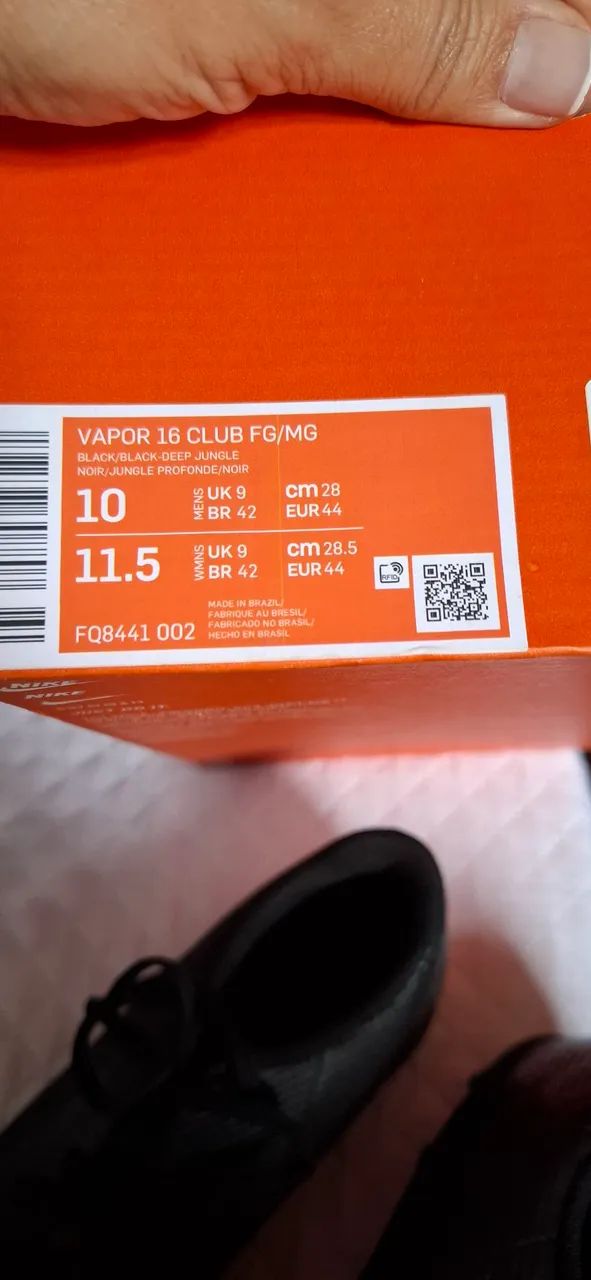 VAPOR 16 CLUB FG/MG
BLACK/BLACK-DEEP JUNGLE
NOIR/JUNGLE PROFONDE/NOIR
10 MENS UK 9 cm 28
BR 42 EUR 44
11.5 WMNS UK 9 cm 28.5
BR 42 EUR 44
RFID
FQ8441 002
MADE IN BRAZIL/
FABRIQUE AU BRESIL/
FABRICADO NO BRASIL/
HECHO EN BRASIL
NIKE
NIKE